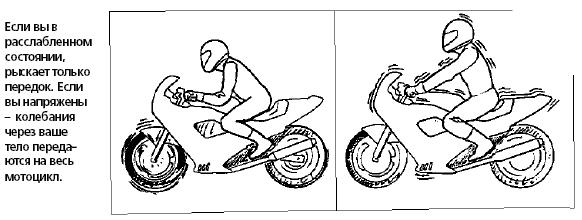 Если вы в
расслабленном
состоянии,
рыскает только
передок. Если
вы напряжены
– колебания
через ваше
тело переда-
ются на весь
мотоцикл.